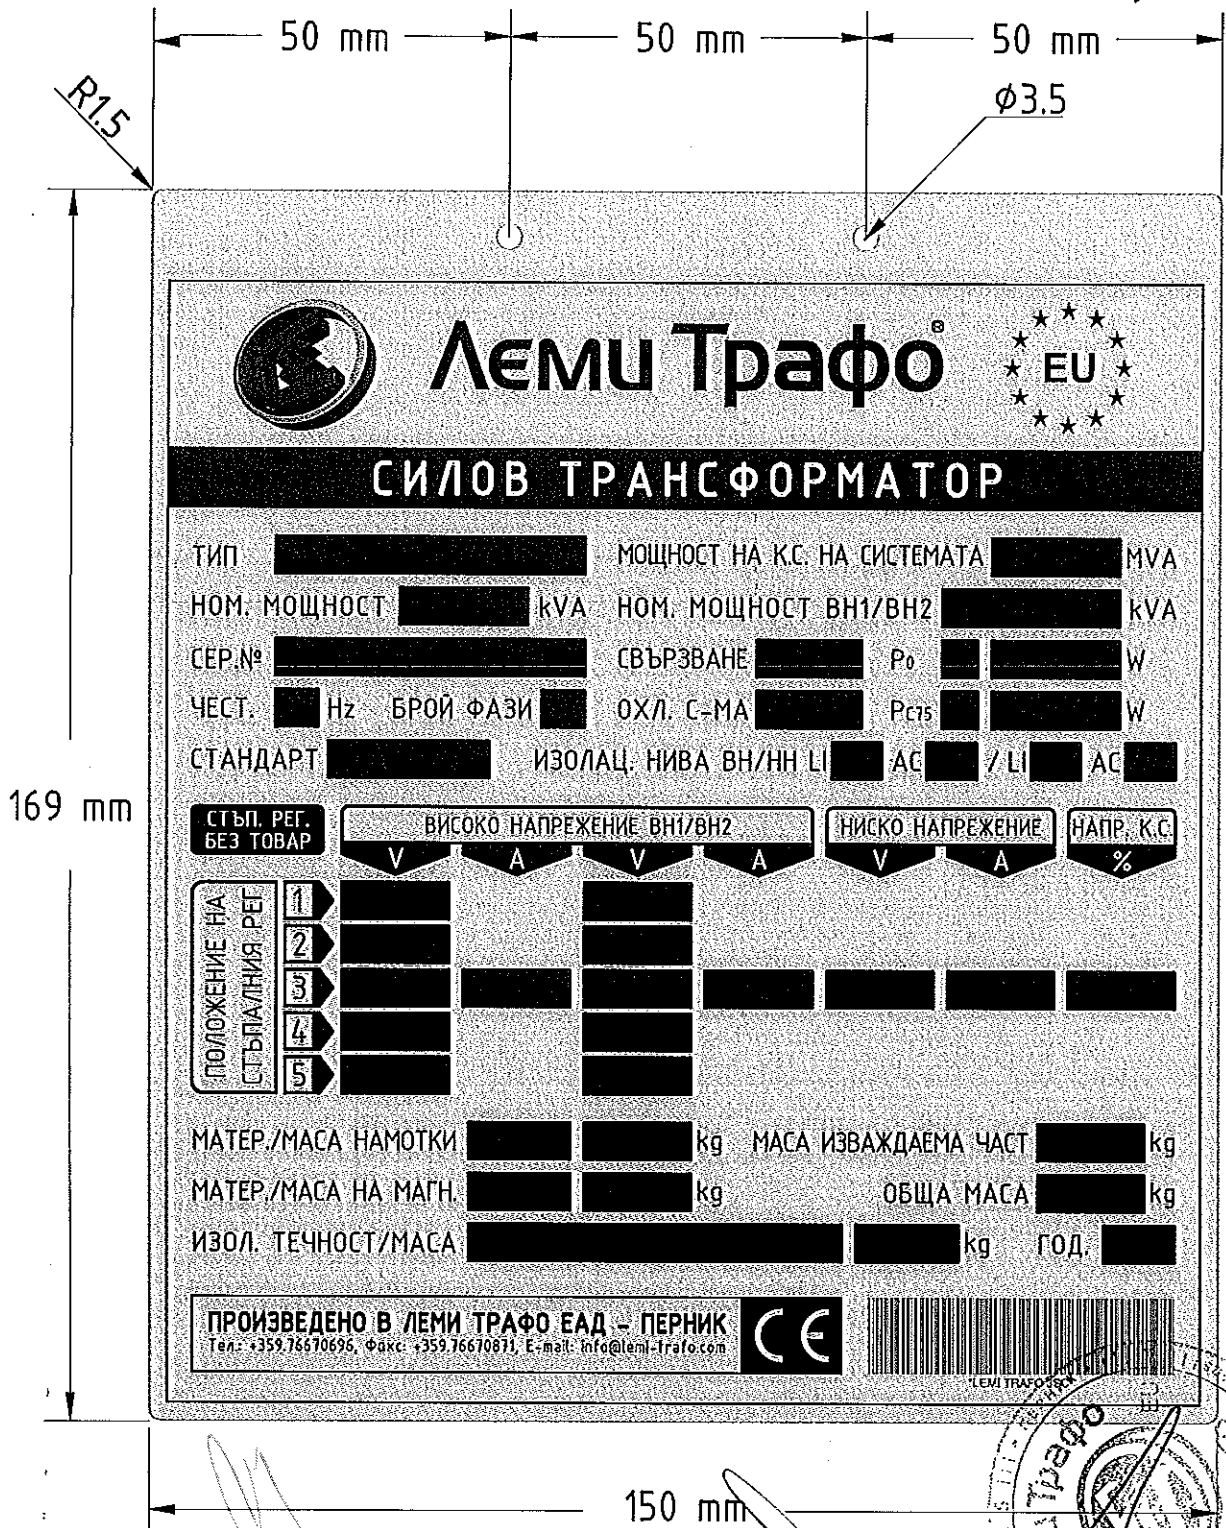 50 mm 50 mm 50 mm
R1.5
Ø3.5
Леми Трафо®
EU
СИЛОВ ТРАНСФОРМАТОР
ТИП МОЩНОСТ НА К.С. НА СИСТЕМАТА MVA
НОМ. МОЩНОСТ kVA НОМ. МОЩНОСТ ВН1/ВН2 kVA
СЕР.№ СВЪРЗВАНЕ P0 W
ЧЕСТ. Hz БРОЙ ФАЗИ ОХЛ. С-МА PC75 W
СТАНДАРТ ИЗОЛАЦ. НИВА ВН/НН LI AC / LI AC
169 mm
СТЪП. РЕГ.
БЕЗ ТОВАР
ВИСОКО НАПРЕЖЕНИЕ ВН1/ВН2 НИСКО НАПРЕЖЕНИЕ НАПР. К.С.
V A V A V A %
ПОЛОЖЕНИЕ НА
СТЪПАЛНИЯ РЕГ
1
2
3
4
5
МАТЕР./МАСА НАМОТКИ kg МАСА ИЗВАЖДАЕМА ЧАСТ kg
МАТЕР./МАСА НА МАГН. kg ОБЩА МАСА kg
ИЗОЛ. ТЕЧНОСТ/МАСА kg ГОД.
ПРОИЗВЕДЕНО В ЛЕМИ ТРАФО ЕАД – ПЕРНИК
Тел.: +359.76670696, Факс: +359.76670871, E-mail: info@lemi-trafo.com
CE
LEMI TRAFO
Трафо
150 mm